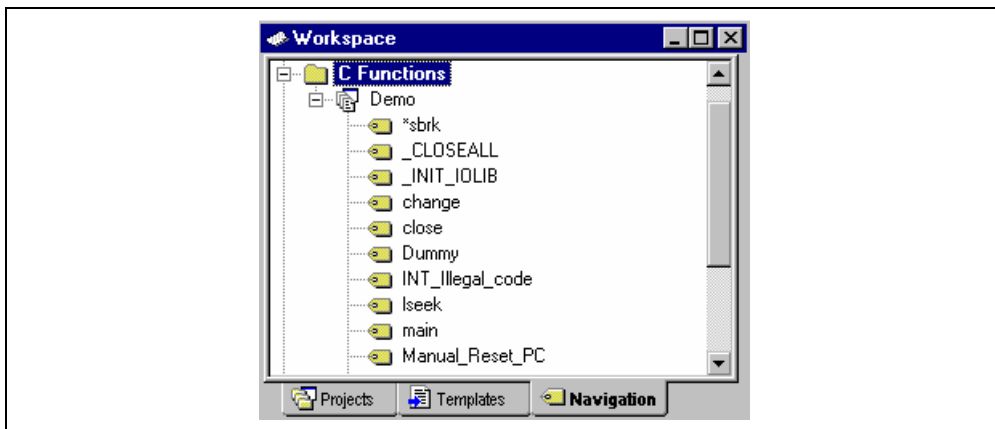 Workspace
C Functions
Demo
*sbrk
_CLOSEALL
_INIT_IOLIB
change
close
Dummy
INT_Illegal_code
lseek
main
Manual_Reset_PC
Projects Templates Navigation